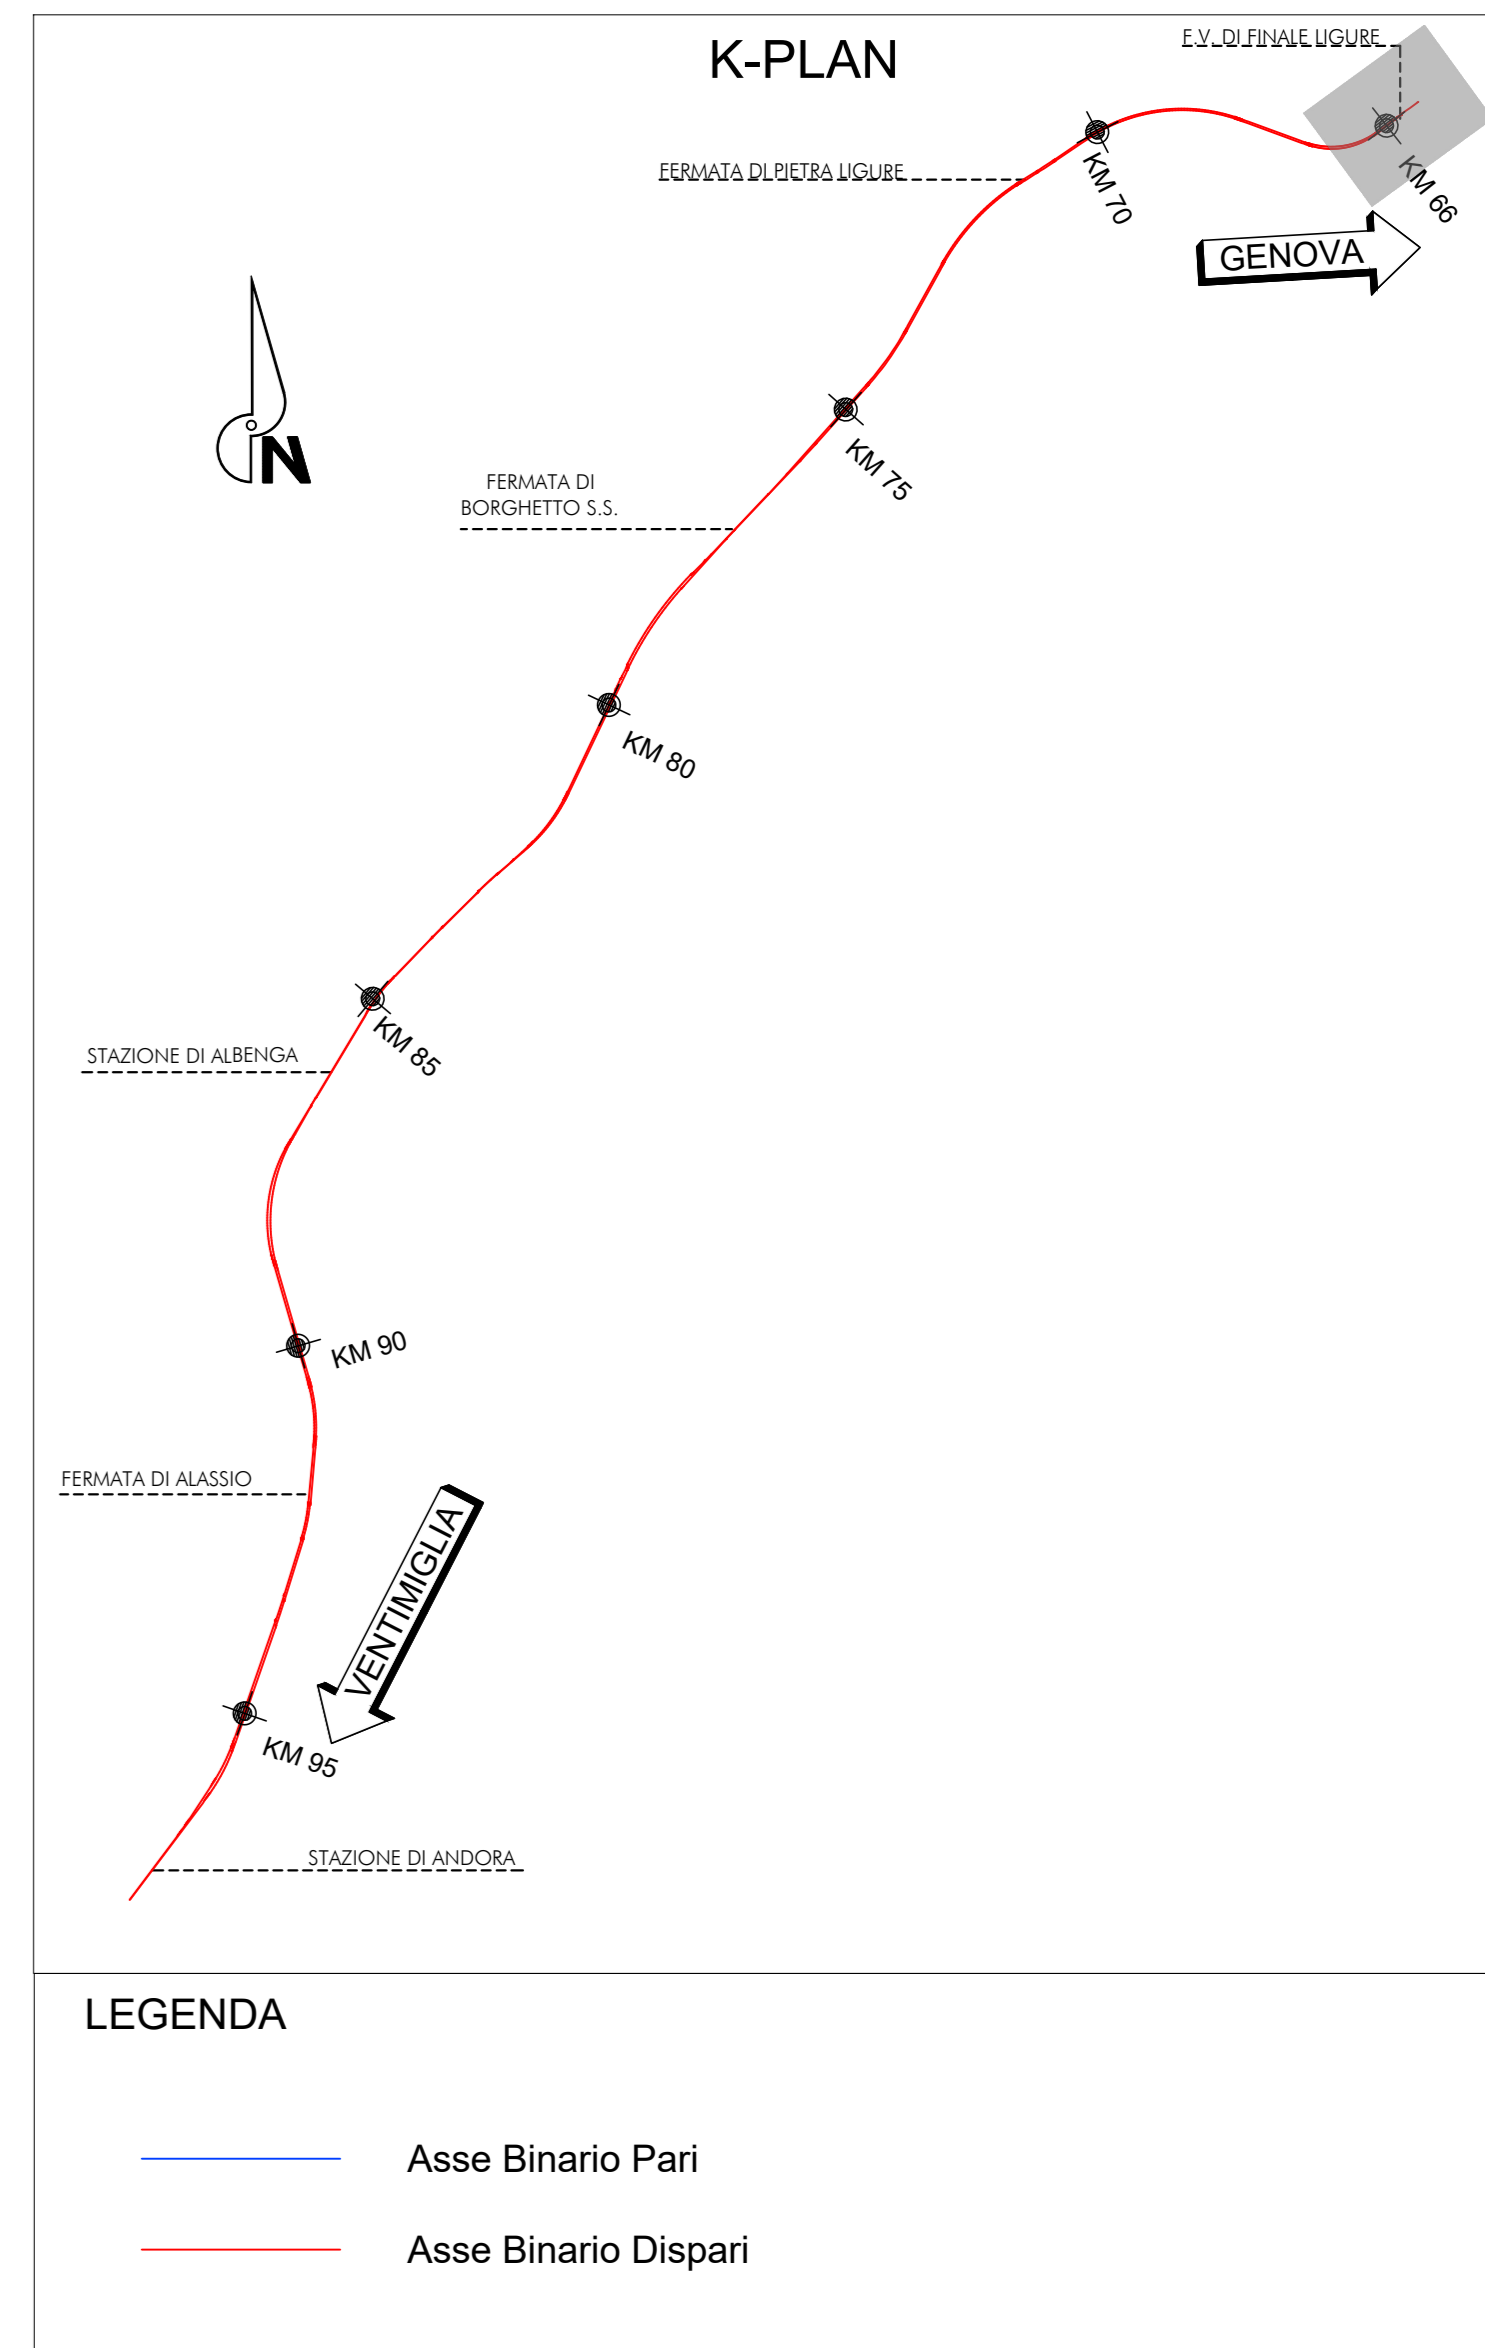 K-PLAN
F.V. DI FINALE LIGURE
FERMATA DI PIETRA LIGURE
KM 70
KM 66
GENOVA
N
KM 75
FERMATA DI
BORGHETTO S.S.
KM 80
KM 85
STAZIONE DI ALBENGA
KM 90
FERMATA DI ALASSIO
VENTIMIGLIA
KM 95
STAZIONE DI ANDORA
LEGENDA
Asse Binario Pari
Asse Binario Dispari